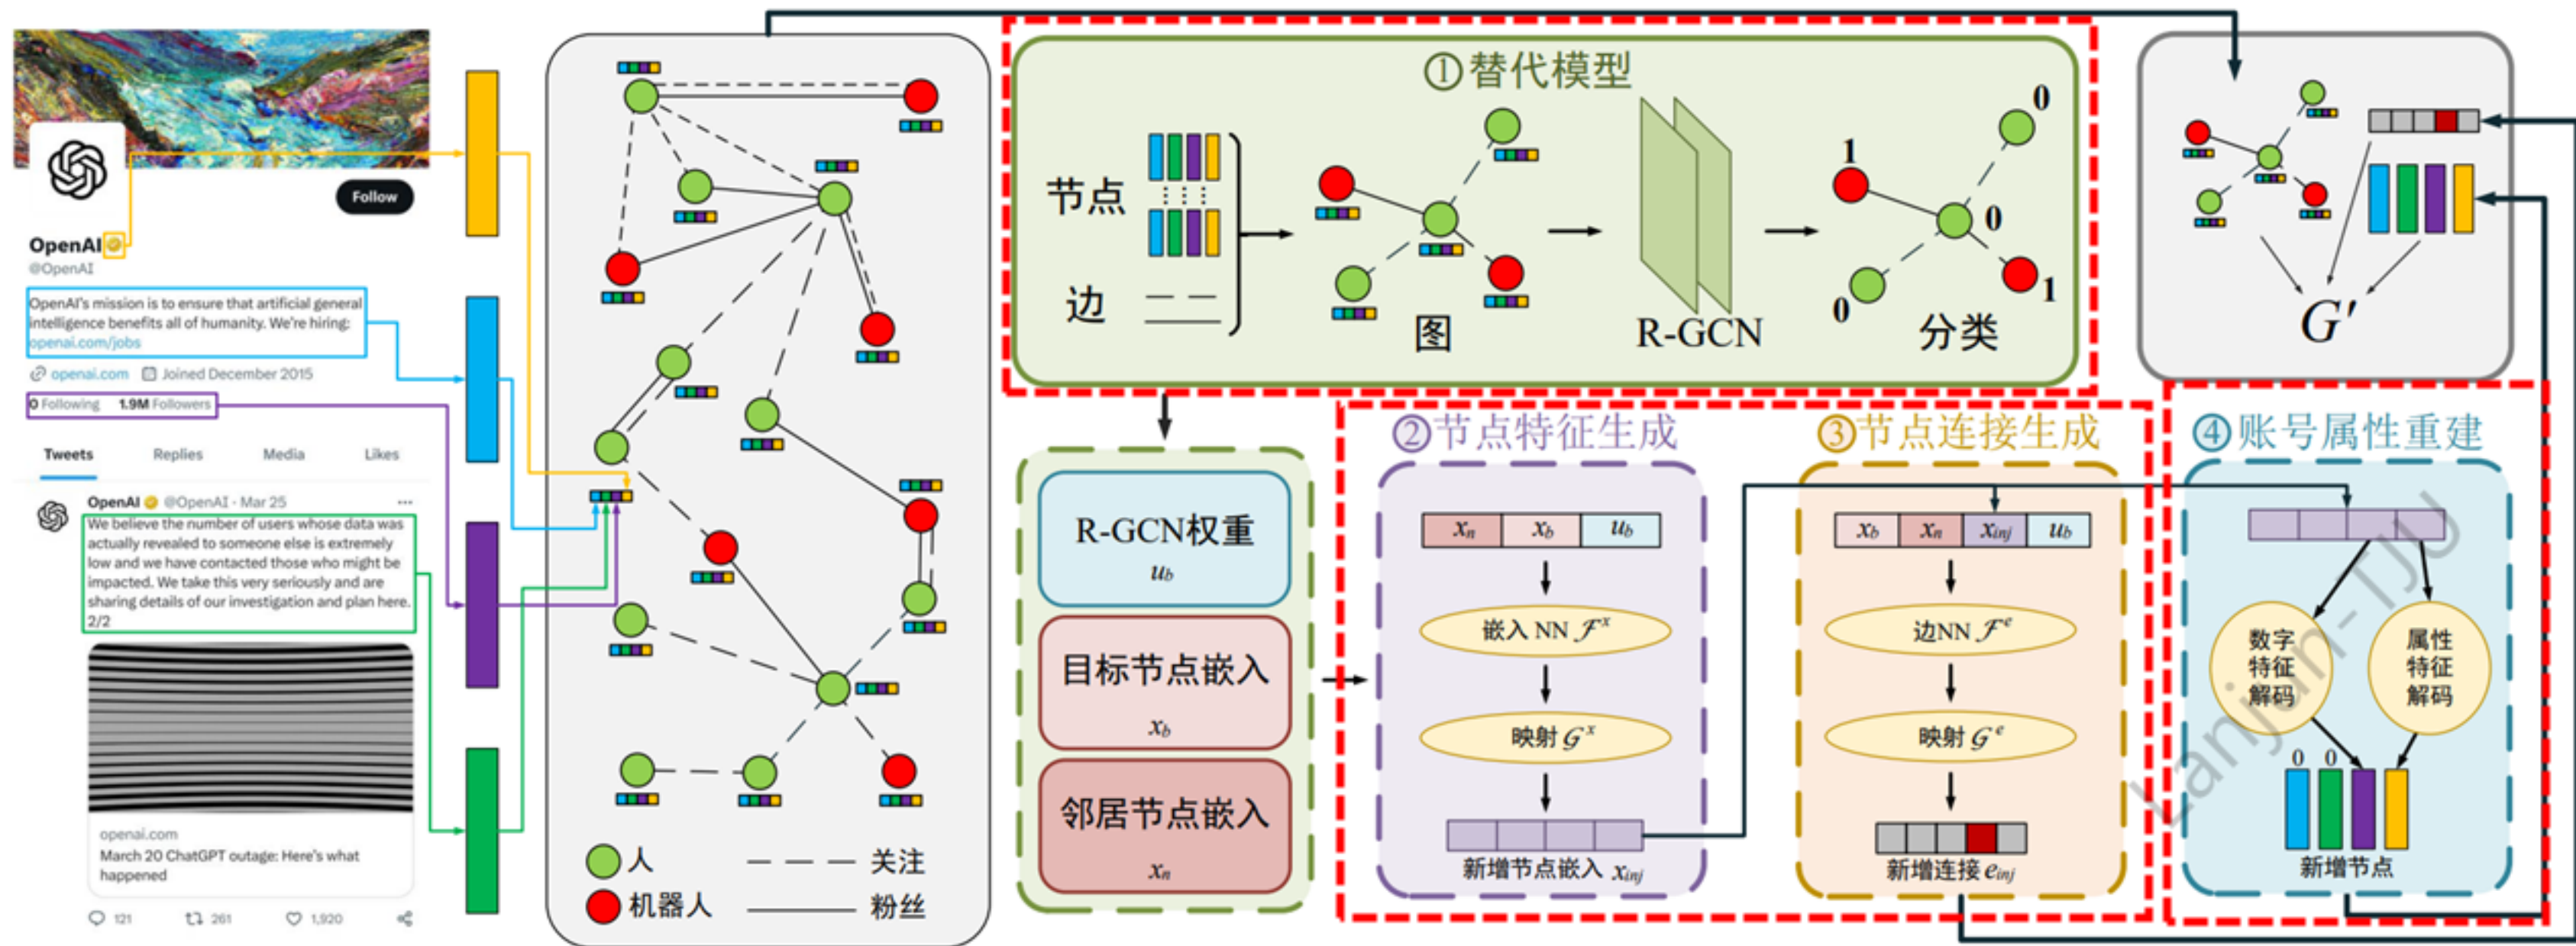 Follow
OpenAI
@OpenAI
OpenAI's mission is to ensure that artificial general
intelligence benefits all of humanity. We're hiring:
openai.com/jobs
openai.com Joined December 2015
0 Following 1.9M Followers
Tweets Replies Media Likes
OpenAI @OpenAI · Mar 25 ...
We believe the number of users whose data was
actually revealed to someone else is extremely
low and we have contacted those who might be
impacted. We take this very seriously and are
sharing details of our investigation and plan here.
2/2
openai.com
March 20 ChatGPT outage: Here's what
happened
121 261 1,920
人 关注
机器人 粉丝
①替代模型
节点
边
图
R-GCN
1
0
0
0
1
分类
G′
R-GCN权重
u_b
目标节点嵌入
x_b
邻居节点嵌入
x_n
②节点特征生成
x_n x_b u_b
嵌入 NN 𝓕^x
映射 𝓖^x
新增节点嵌入 x_inj
③节点连接生成
x_b x_n x_inj u_b
边NN 𝓕^e
映射 𝓖^e
新增连接 e_inj
④账号属性重建
数字
特征
解码
属性
特征
解码
0 0
新增节点
Lanjun-TJU